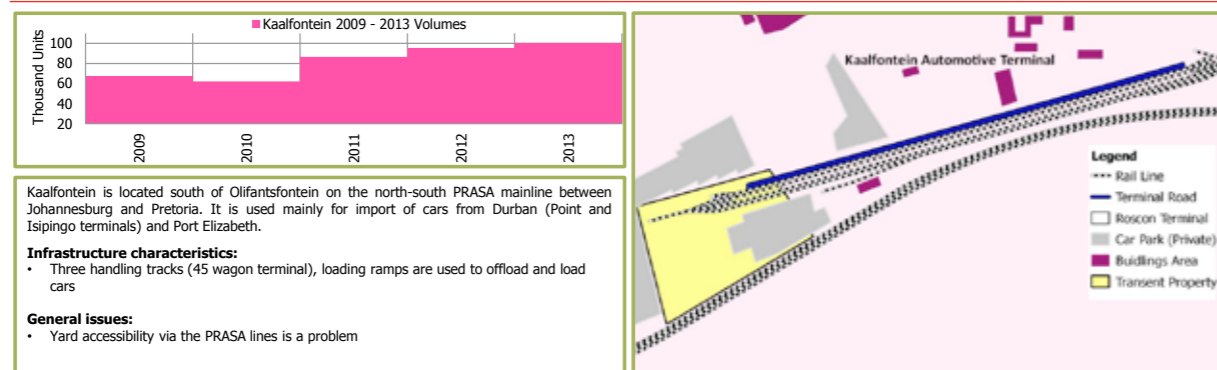 Kaalfontein 2009 - 2013 Volumes
Thousand Units
100
80
60
40
20
2009
2010
2011
2012
2013
Kaalfontein is located south of Olifantsfontein on the north-south PRASA mainline between
Johannesburg and Pretoria. It is used mainly for import of cars from Durban (Point and
Isipingo terminals) and Port Elizabeth.
Infrastructure characteristics:
• Three handling tracks (45 wagon terminal), loading ramps are used to offload and load
cars
General issues:
• Yard accessibility via the PRASA lines is a problem
Kaalfontein Automotive Terminal
Legend
Rail Line
Terminal Road
Roscon Terminal
Car Park (Private)
Buidlings Area
Transent Property